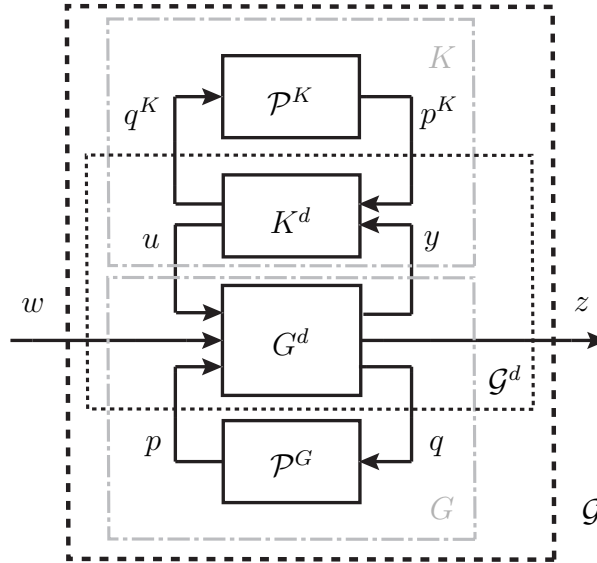 K
q^K 𝒫^K p^K
u K^d y
w G^d z
𝒢^d
p 𝒫^G q
G 𝒢